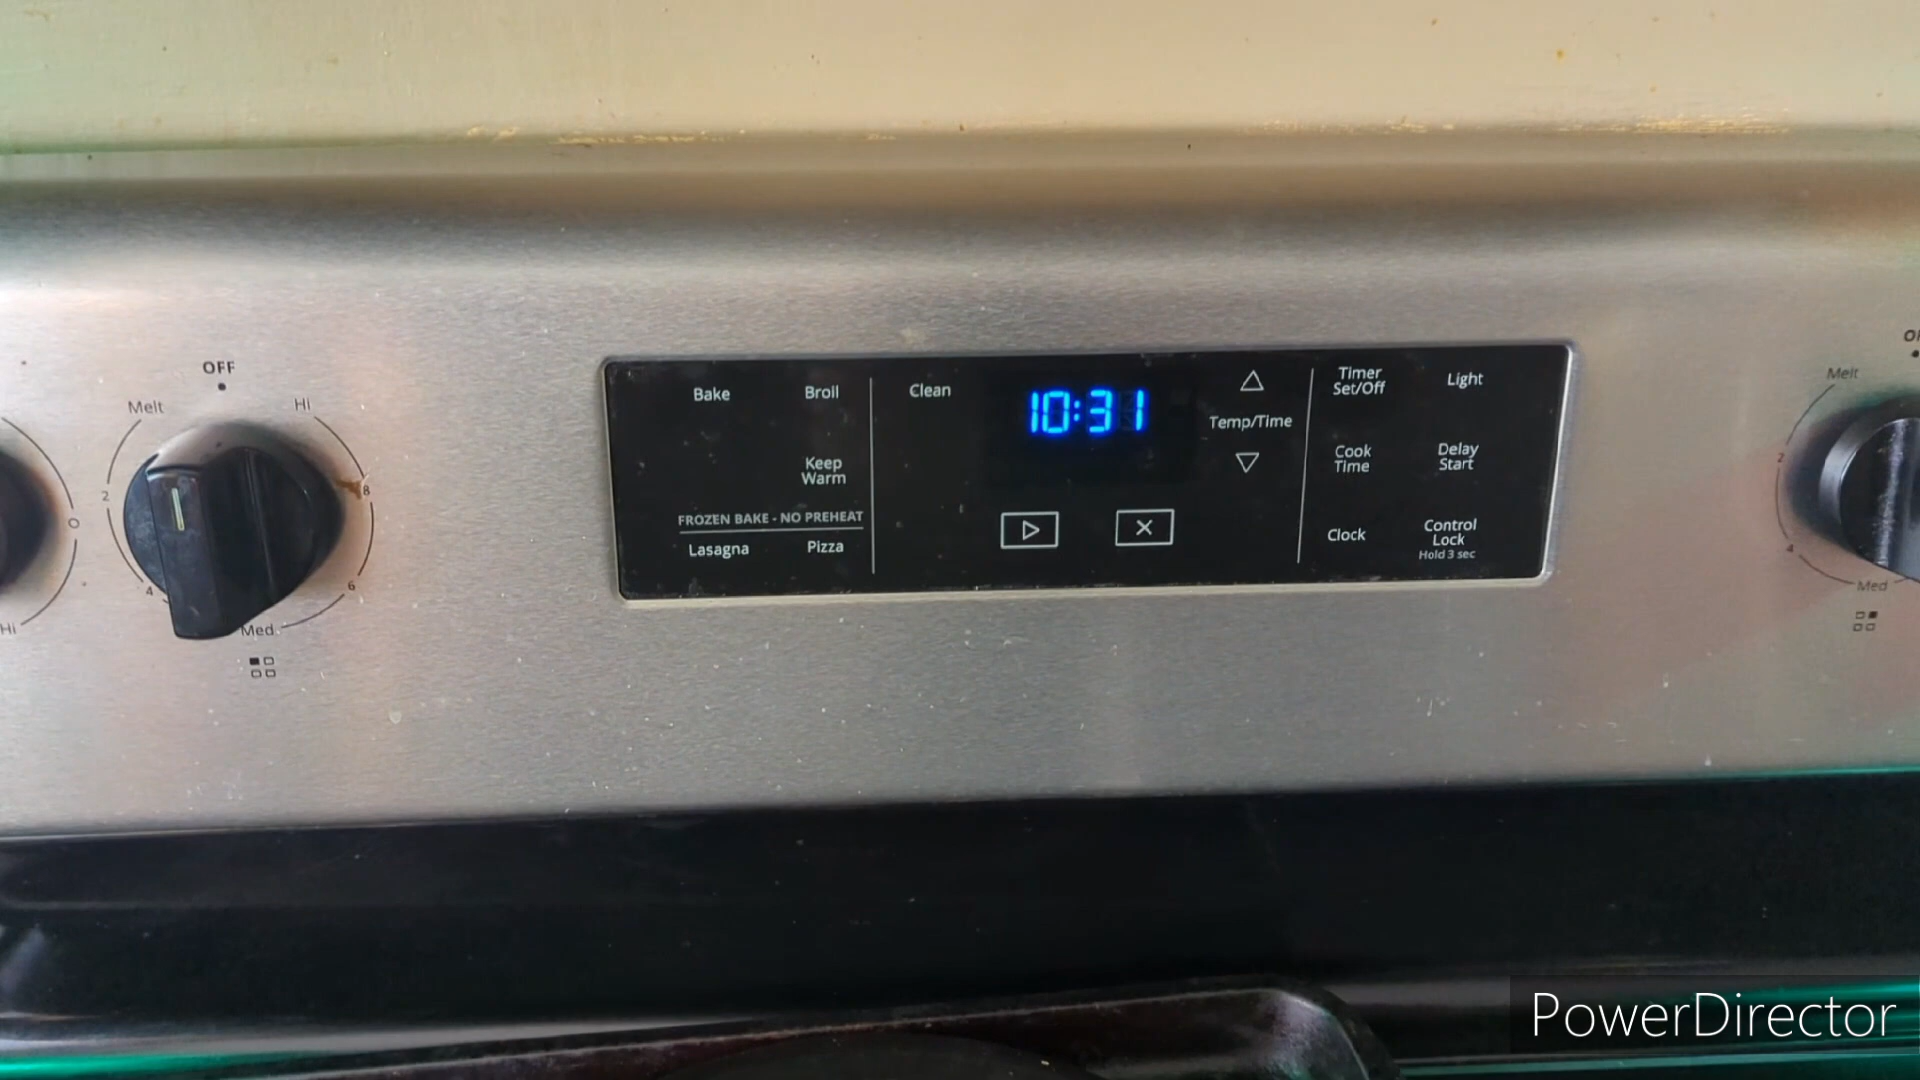 OFF
Melt
Hi
2
8
4
6
Med
Hi
Bake
Broil
Keep
Warm
FROZEN BAKE - NO PREHEAT
Lasagna
Pizza
Clean
10:31
Temp/Time
Timer
Set/Off
Light
Cook
Time
Delay
Start
Clock
Control
Lock
Hold 3 sec
Melt
2
4
Med
PowerDirector